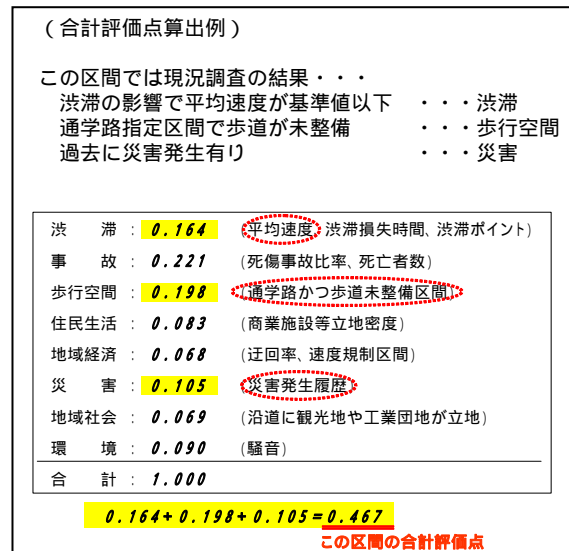 （合計評価点算出例）
この区間では現況調査の結果・・・
渋滞の影響で平均速度が基準値以下　・・・渋滞
通学路指定区間で歩道が未整備　・・・歩行空間
過去に災害発生有り　・・・災害
渋　滞：0.164　（平均速度、渋滞損失時間、渋滞ポイント）
事　故：0.221　（死傷事故比率、死亡者数）
歩行空間：0.198　（通学路かつ歩道未整備区間）
住民生活：0.083　（商業施設等立地密度）
地域経済：0.068　（迂回率、速度規制区間）
災　害：0.105　（災害発生履歴）
地域社会：0.069　（沿道に観光地や工業団地が立地）
環　境：0.090　（騒音）
合　計：1.000
0.164+0.198+0.105=0.467
この区間の合計評価点